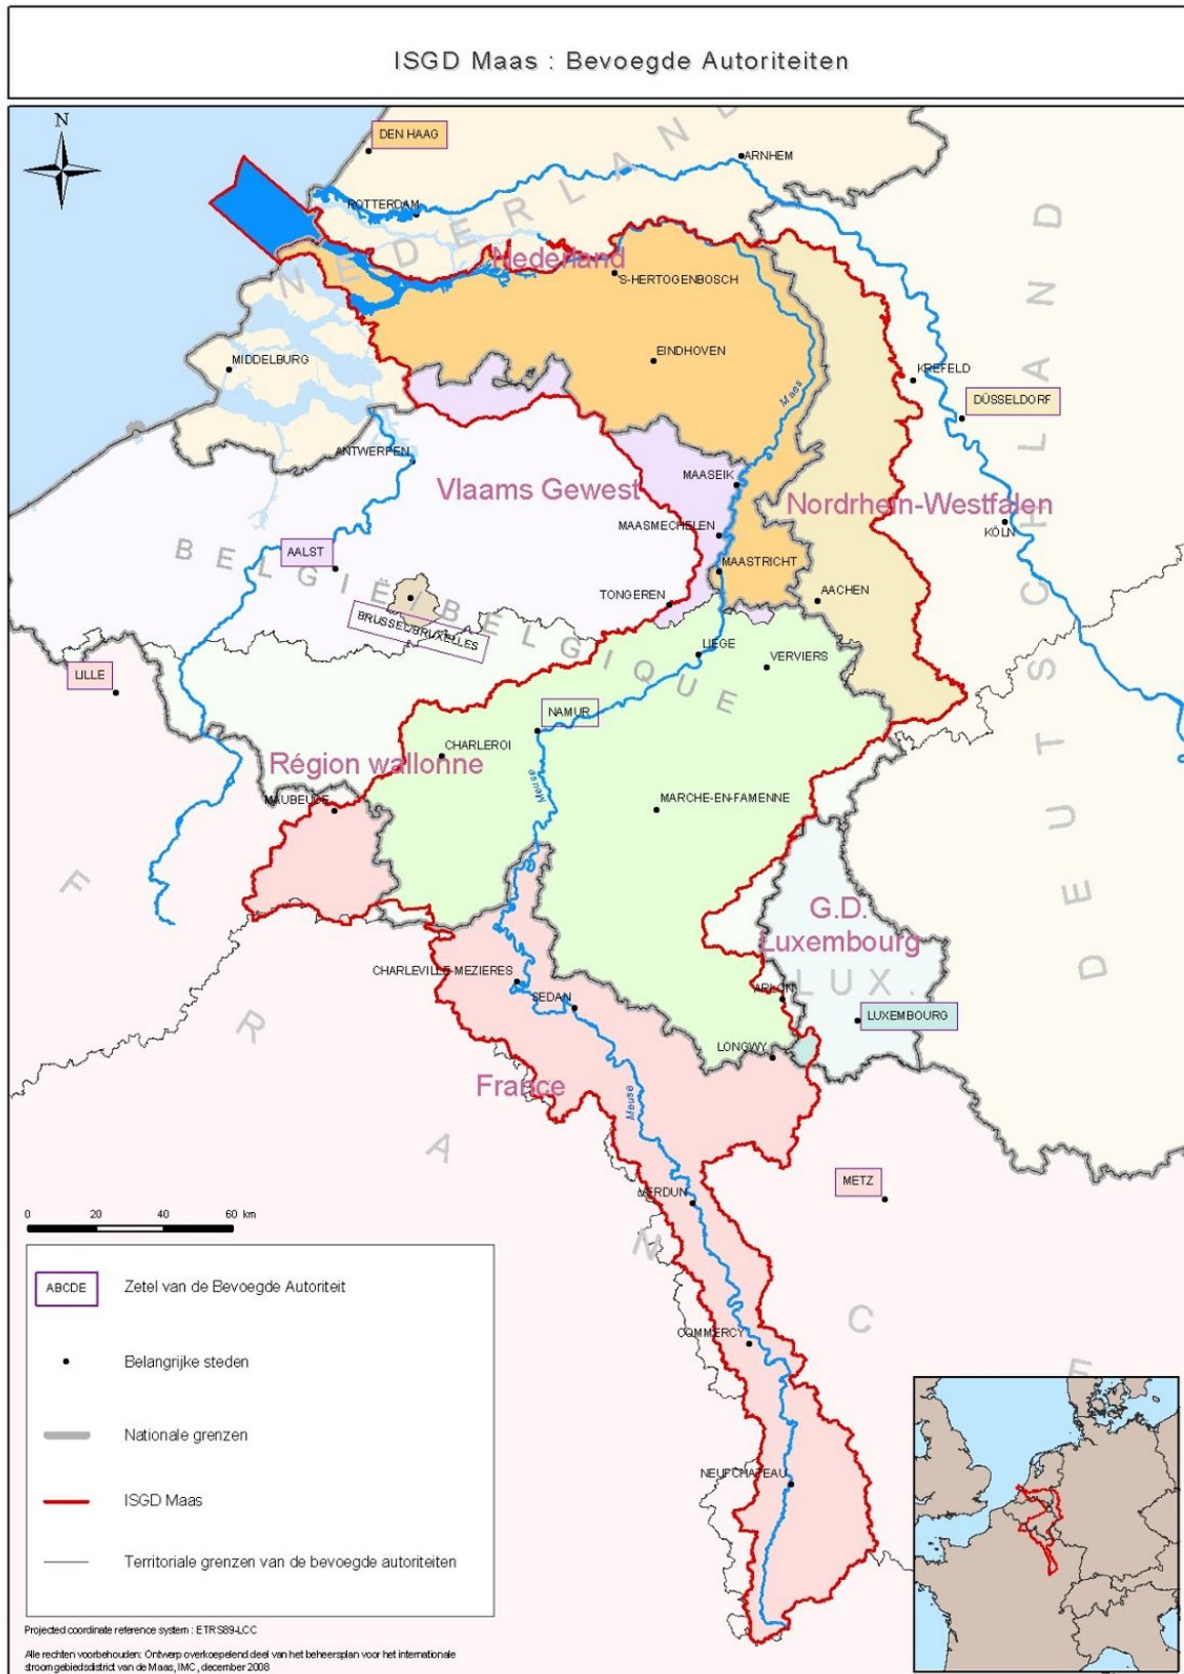 ISGD Maas : Bevoegde Autoriteiten
N
DEN HAAG
ARNHEM
ROTTERDAM
NEDERLAND
Nederland
'S-HERTOGENBOSCH
MIDDELBURG
EINDHOVEN
KREFELD
Maas
DÜSSELDORF
ANTWERPEN
MAASEIK
Vlaams Gewest
Nordrhein-Westfalen
MAASMECHELEN
KÖLN
AALST
MAASTRICHT
BELGIË/BELGIQUE
TONGEREN
AACHEN
BRUSSEL/BRUXELLES
LIEGE
VERVIERS
LILLE
NAMUR
CHARLEROI
Région wallonne
Meuse
MAUBEUGE
MARCHE-EN-FAMENNE
DEUTSCHLAND
G.D.
Luxembourg
CHARLEVILLE-MEZIERES
LUX.
SEDAN
ARLON
LUXEMBOURG
LONGWY
France
Meuse
FRANCE
METZ
VERDUN
0 20 40 60 km
COMMERCY
NEUFCHATEAU
ABCDE Zetel van de Bevoegde Autoriteit
Belangrijke steden
Nationale grenzen
ISGD Maas
Territoriale grenzen van de bevoegde autoriteiten
Projected coordinate reference system : ETRS89-LCC
Alle rechten voorbehouden: Ontwerp overkoepelend deel van het beheersplan voor het internationale
stroomgebiedsdistrict van de Maas, IMC, december 2008